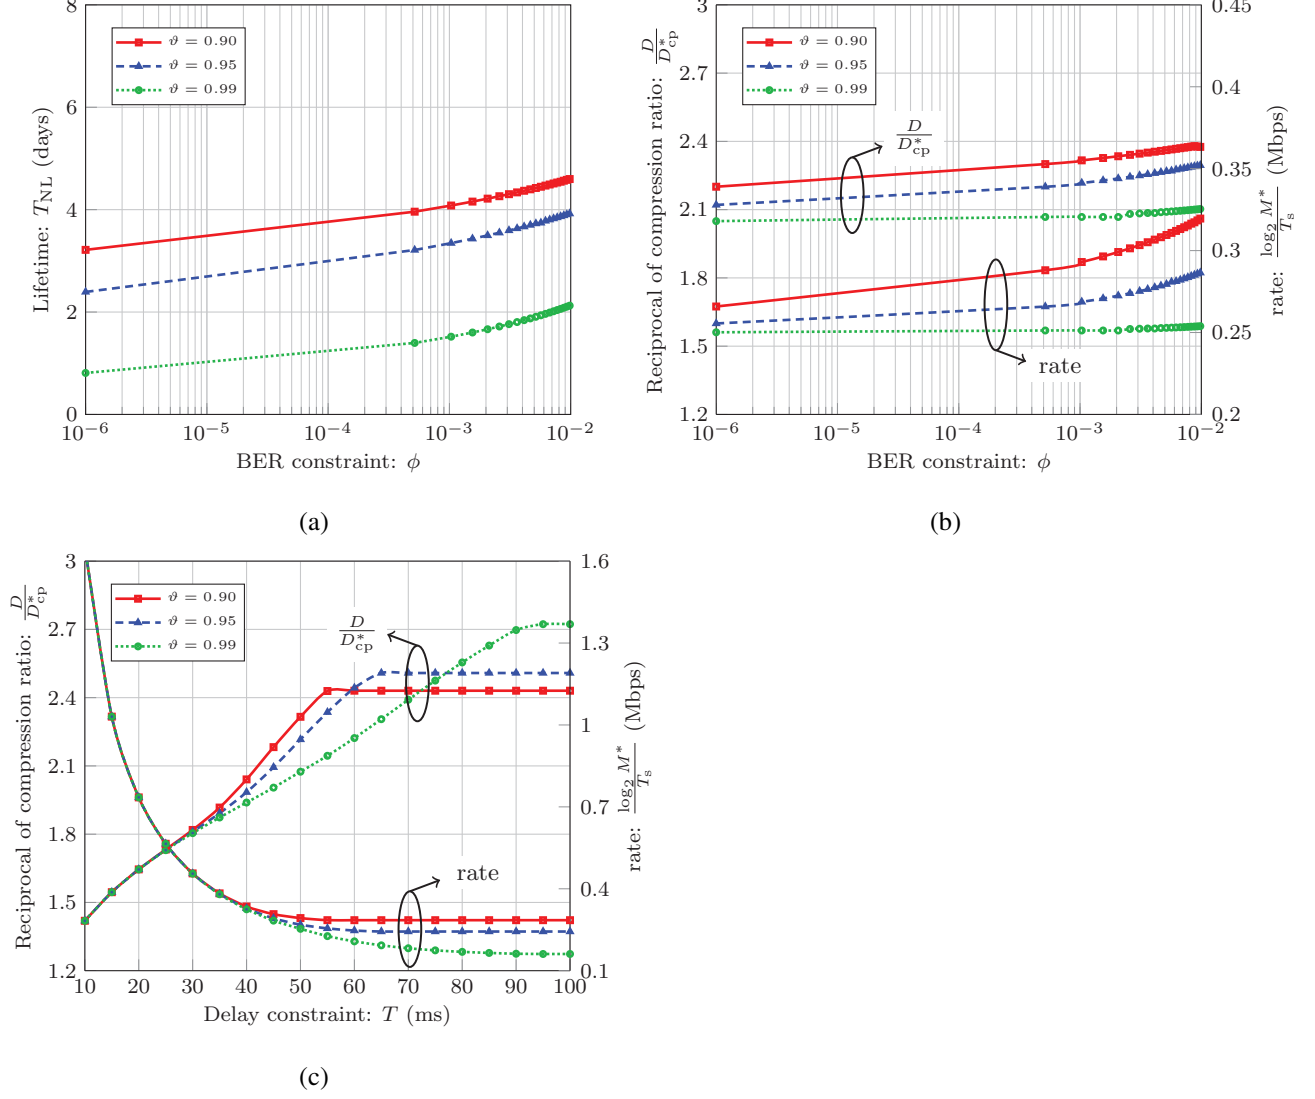 8
6
4
2
0
Lifetime: T_NL (days)
ϑ = 0.90
ϑ = 0.95
ϑ = 0.99
10^−6
10^−5
10^−4
10^−3
10^−2
BER constraint: ϕ
(a)
3
2.7
2.4
2.1
1.8
1.5
1.2
Reciprocal of compression ratio: D/D*_cp
ϑ = 0.90
ϑ = 0.95
ϑ = 0.99
D/D*_cp
rate
0.45
0.4
0.35
0.3
0.25
0.2
rate: log_2 M*/T_s (Mbps)
10^−6
10^−5
10^−4
10^−3
10^−2
BER constraint: ϕ
(b)
3
2.7
2.4
2.1
1.8
1.5
1.2
Reciprocal of compression ratio: D/D*_cp
ϑ = 0.90
ϑ = 0.95
ϑ = 0.99
D/D*_cp
rate
1.6
1.3
1
0.7
0.4
0.1
rate: log_2 M*/T_s (Mbps)
10
20
30
40
50
60
70
80
90
100
Delay constraint: T (ms)
(c)